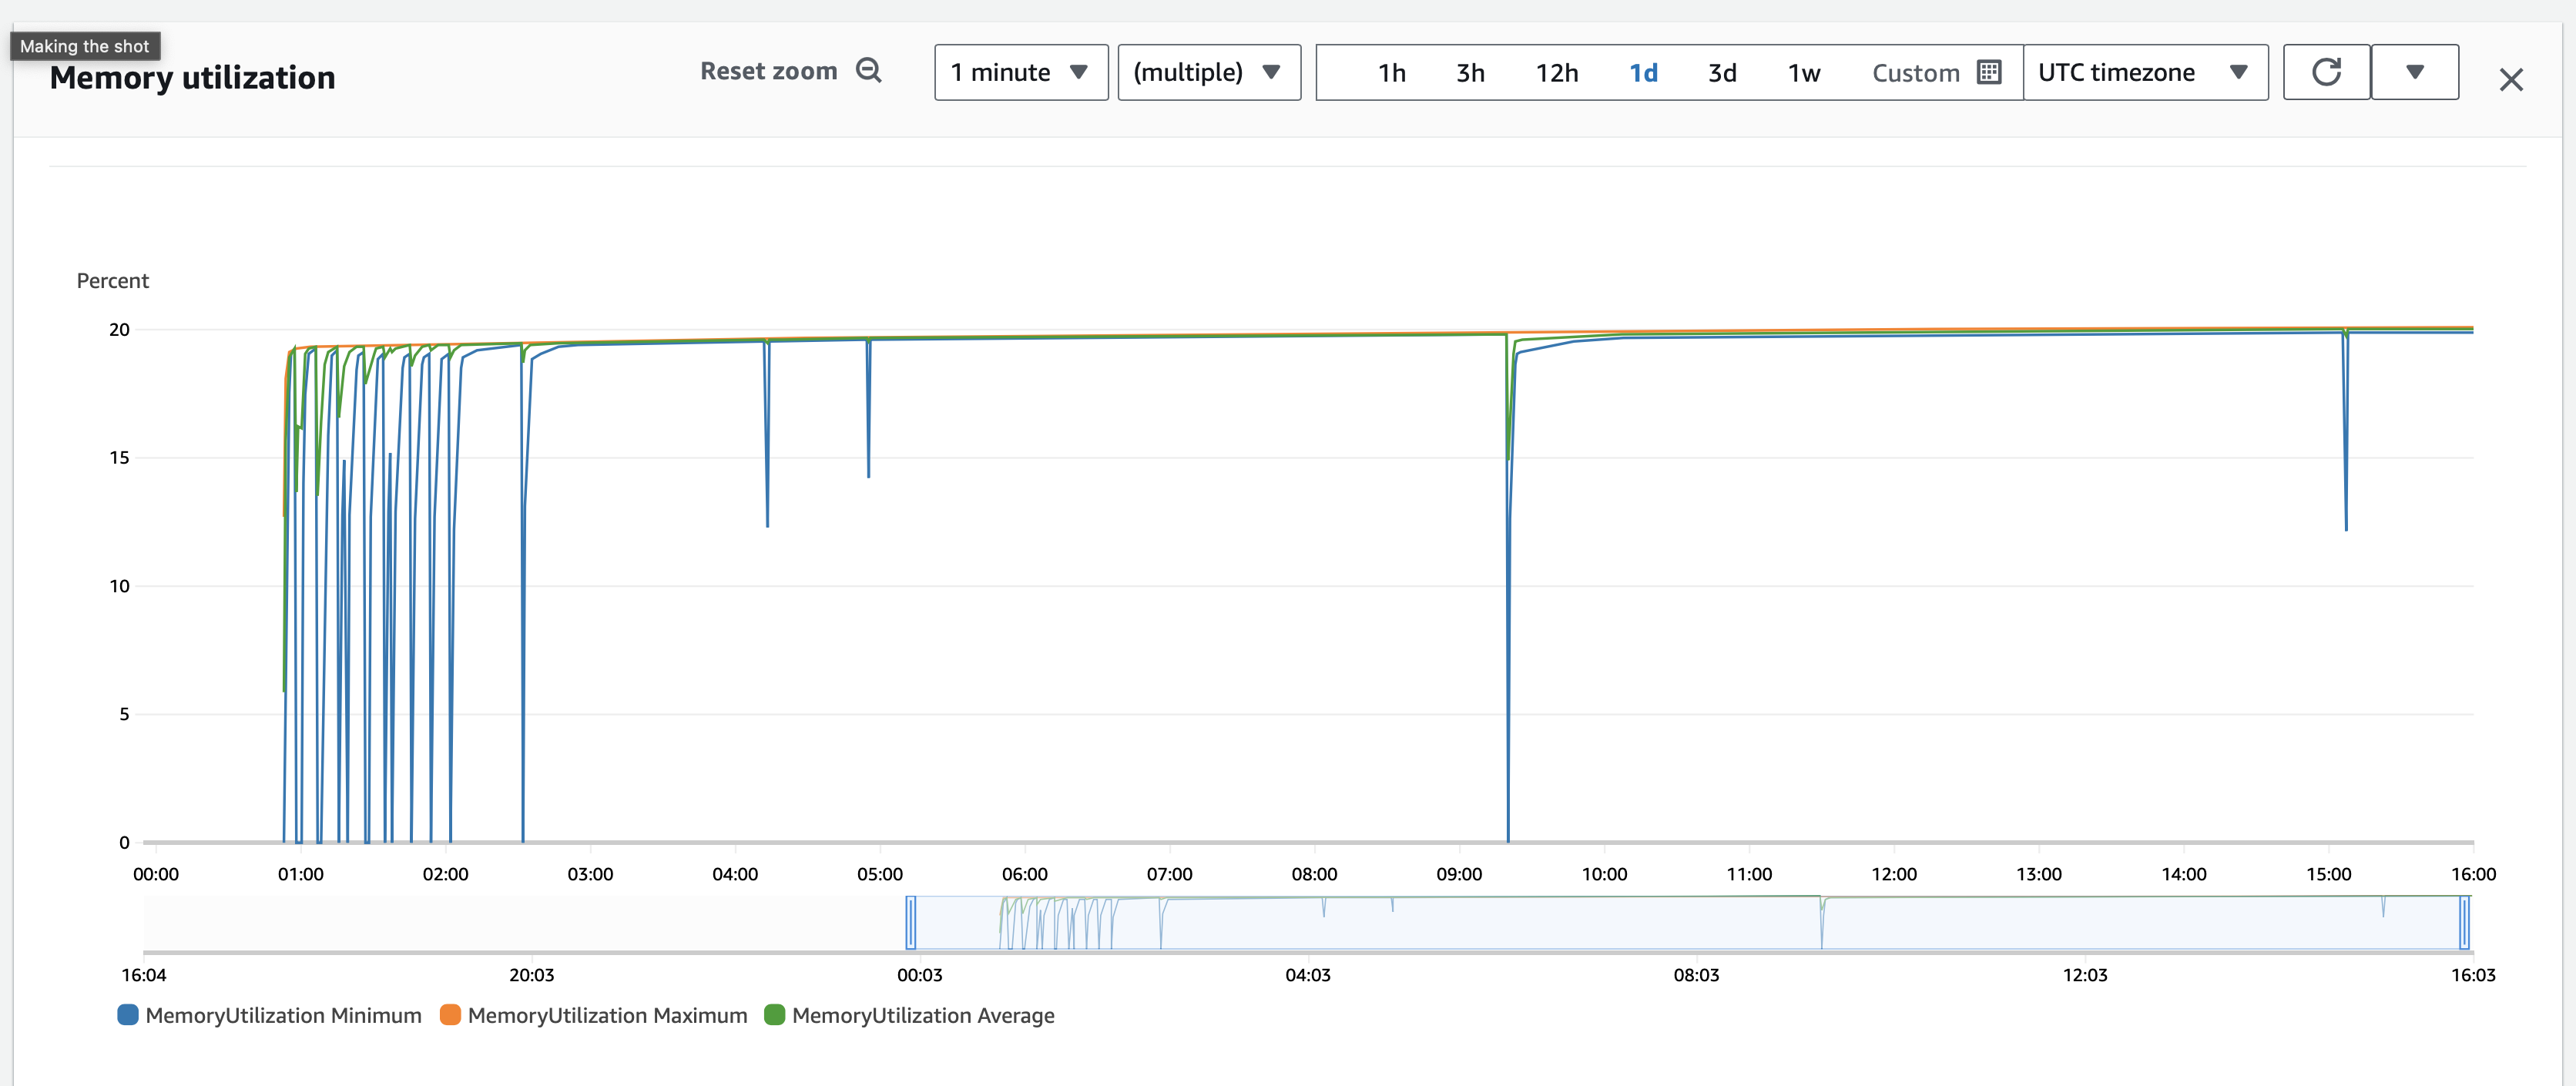 Making the shot
Memory utilization
Reset zoom
1 minute
(multiple)
1h 3h 12h 1d 3d 1w Custom
UTC timezone
Percent
20
15
10
5
0
00:00 01:00 02:00 03:00 04:00 05:00 06:00 07:00 08:00 09:00 10:00 11:00 12:00 13:00 14:00 15:00 16:00
16:04 20:03 00:03 04:03 08:03 12:03 16:03
MemoryUtilization Minimum MemoryUtilization Maximum MemoryUtilization Average